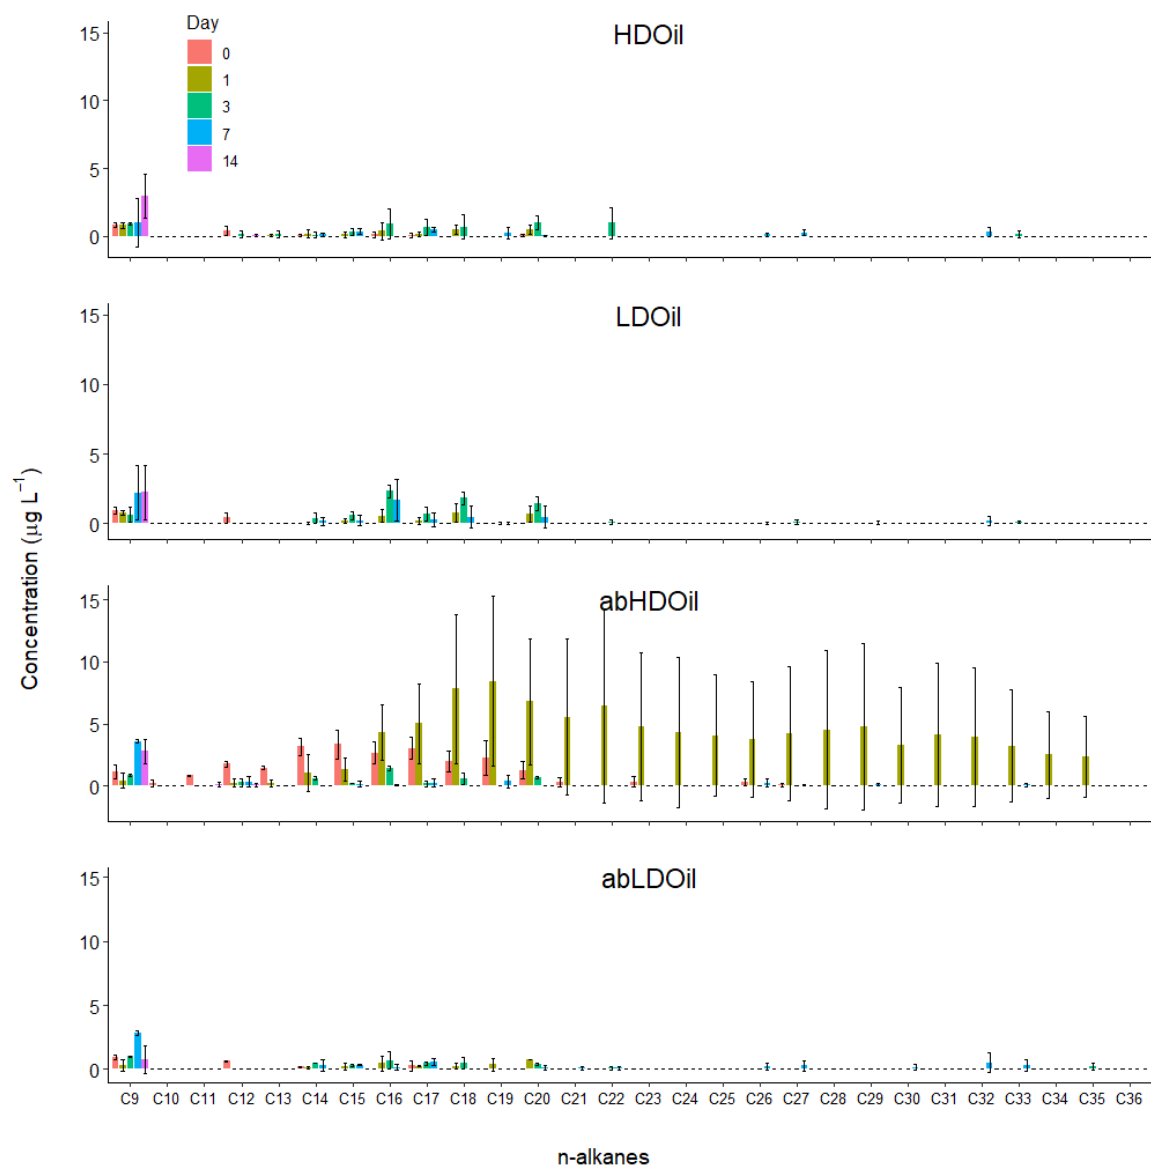 Day
0
1
3
7
14
HDOil
15
10
5
0
LDOil
15
10
5
0
abHDOil
15
10
5
0
abLDOil
15
10
5
0
Concentration (μg L⁻¹)
C9 C10 C11 C12 C13 C14 C15 C16 C17 C18 C19 C20 C21 C22 C23 C24 C25 C26 C27 C28 C29 C30 C31 C32 C33 C34 C35 C36
n-alkanes